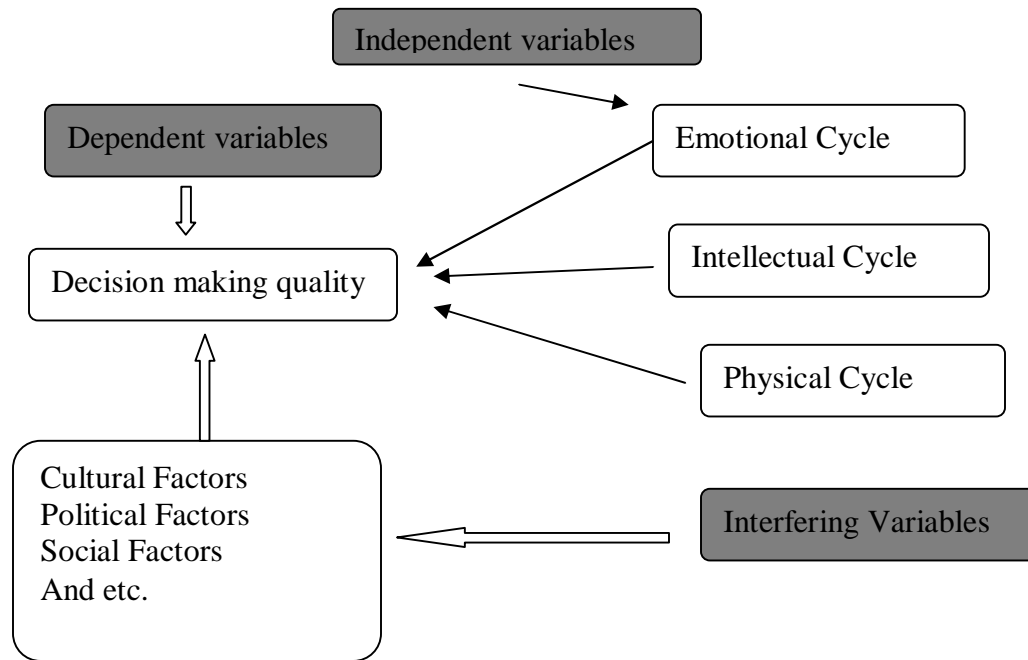 Independent variables
Dependent variables
Emotional Cycle
Decision making quality
Intellectual Cycle
Physical Cycle
Cultural Factors
Political Factors
Social Factors
And etc.
Interfering Variables